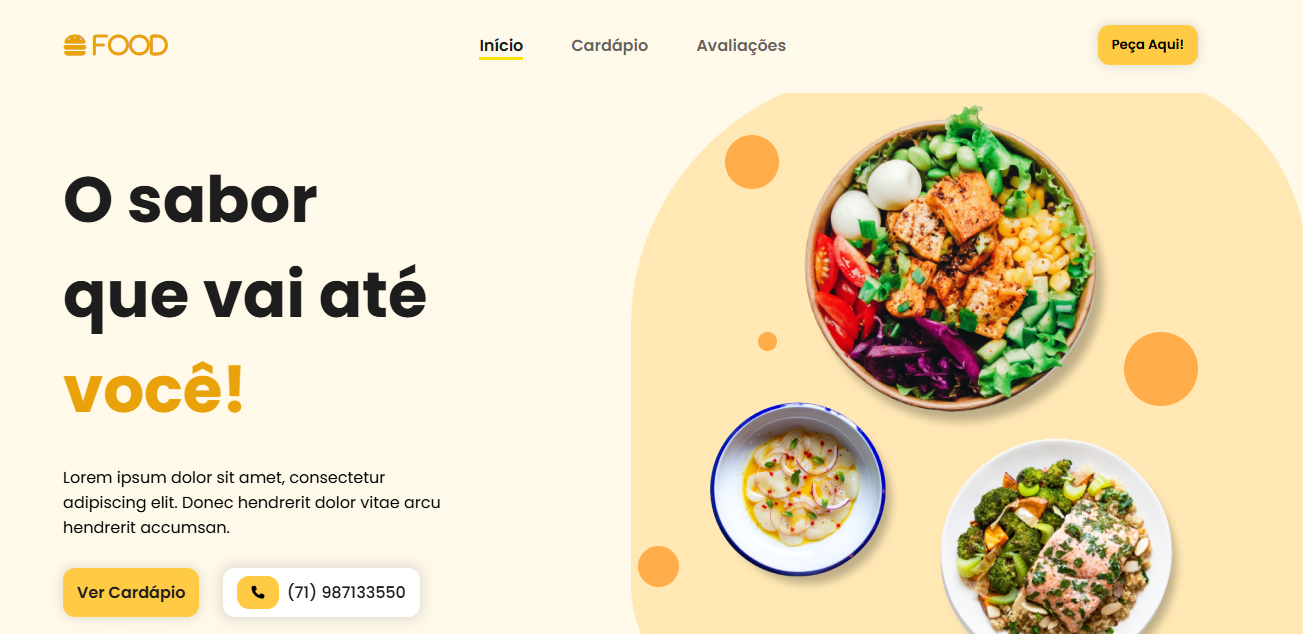 FOOD
Início
Cardápio
Avaliações
Peça Aqui!
O sabor
que vai até
você!
Lorem ipsum dolor sit amet, consectetur
adipiscing elit. Donec hendrerit dolor vitae arcu
hendrerit accumsan.
Ver Cardápio
(71) 987133550